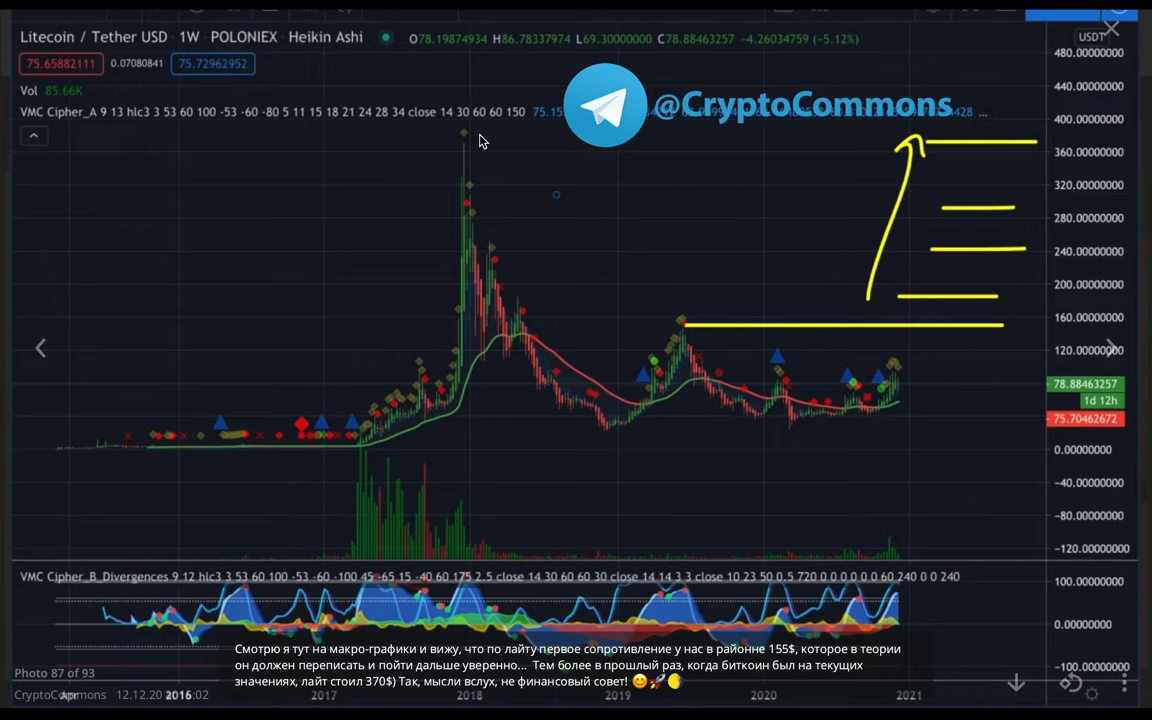 Litecoin / Tether USD 1W POLONIEX Heikin Ashi O78.19874934 H86.78337974 L69.30000000 C78.88463257 −4.26034759 (−5.12%)
USDT
75.65882111 0.07080841 75.72962952
Vol 85.66K
@CryptoCommons
VMC Cipher_A 9 13 hlc3 3 53 60 100 -53 -60 -80 5 11 15 18 21 24 28 34 close 14 30 60 60 150
480.00000000
440.00000000
400.00000000
360.00000000
320.00000000
280.00000000
240.00000000
200.00000000
160.00000000
120.00000000
78.88463257
1d 12h
75.70462672
0.00000000
−40.00000000
−80.00000000
−120.00000000
VMC Cipher_B_Divergences 9 12 hlc3 3 53 60 100 -53 -60 -100 45 -65 15 -40 60 175 2.5 close 14 30 60 60 30 close 14 14 3 3 close 10 23 50 0.5 720 0 0 0 0 0 0 60 240 0 0 240
100.00000000
0.00000000
−100.00000000
Смотрю я тут на макро-графики и вижу, что по лайту первое сопротивление у нас в районе 155$, которое в теории
он должен переписать и пойти дальше уверенно... Тем более в прошлый раз, когда биткоин был на текущих
значениях, лайт стоил 370$) Так, мысли вслух, не финансовый совет! 😊🚀🌖
Photo 87 of 93
CryptoCommons 12.12.20
Apr 2016 2017 2018 2019 2020 2021